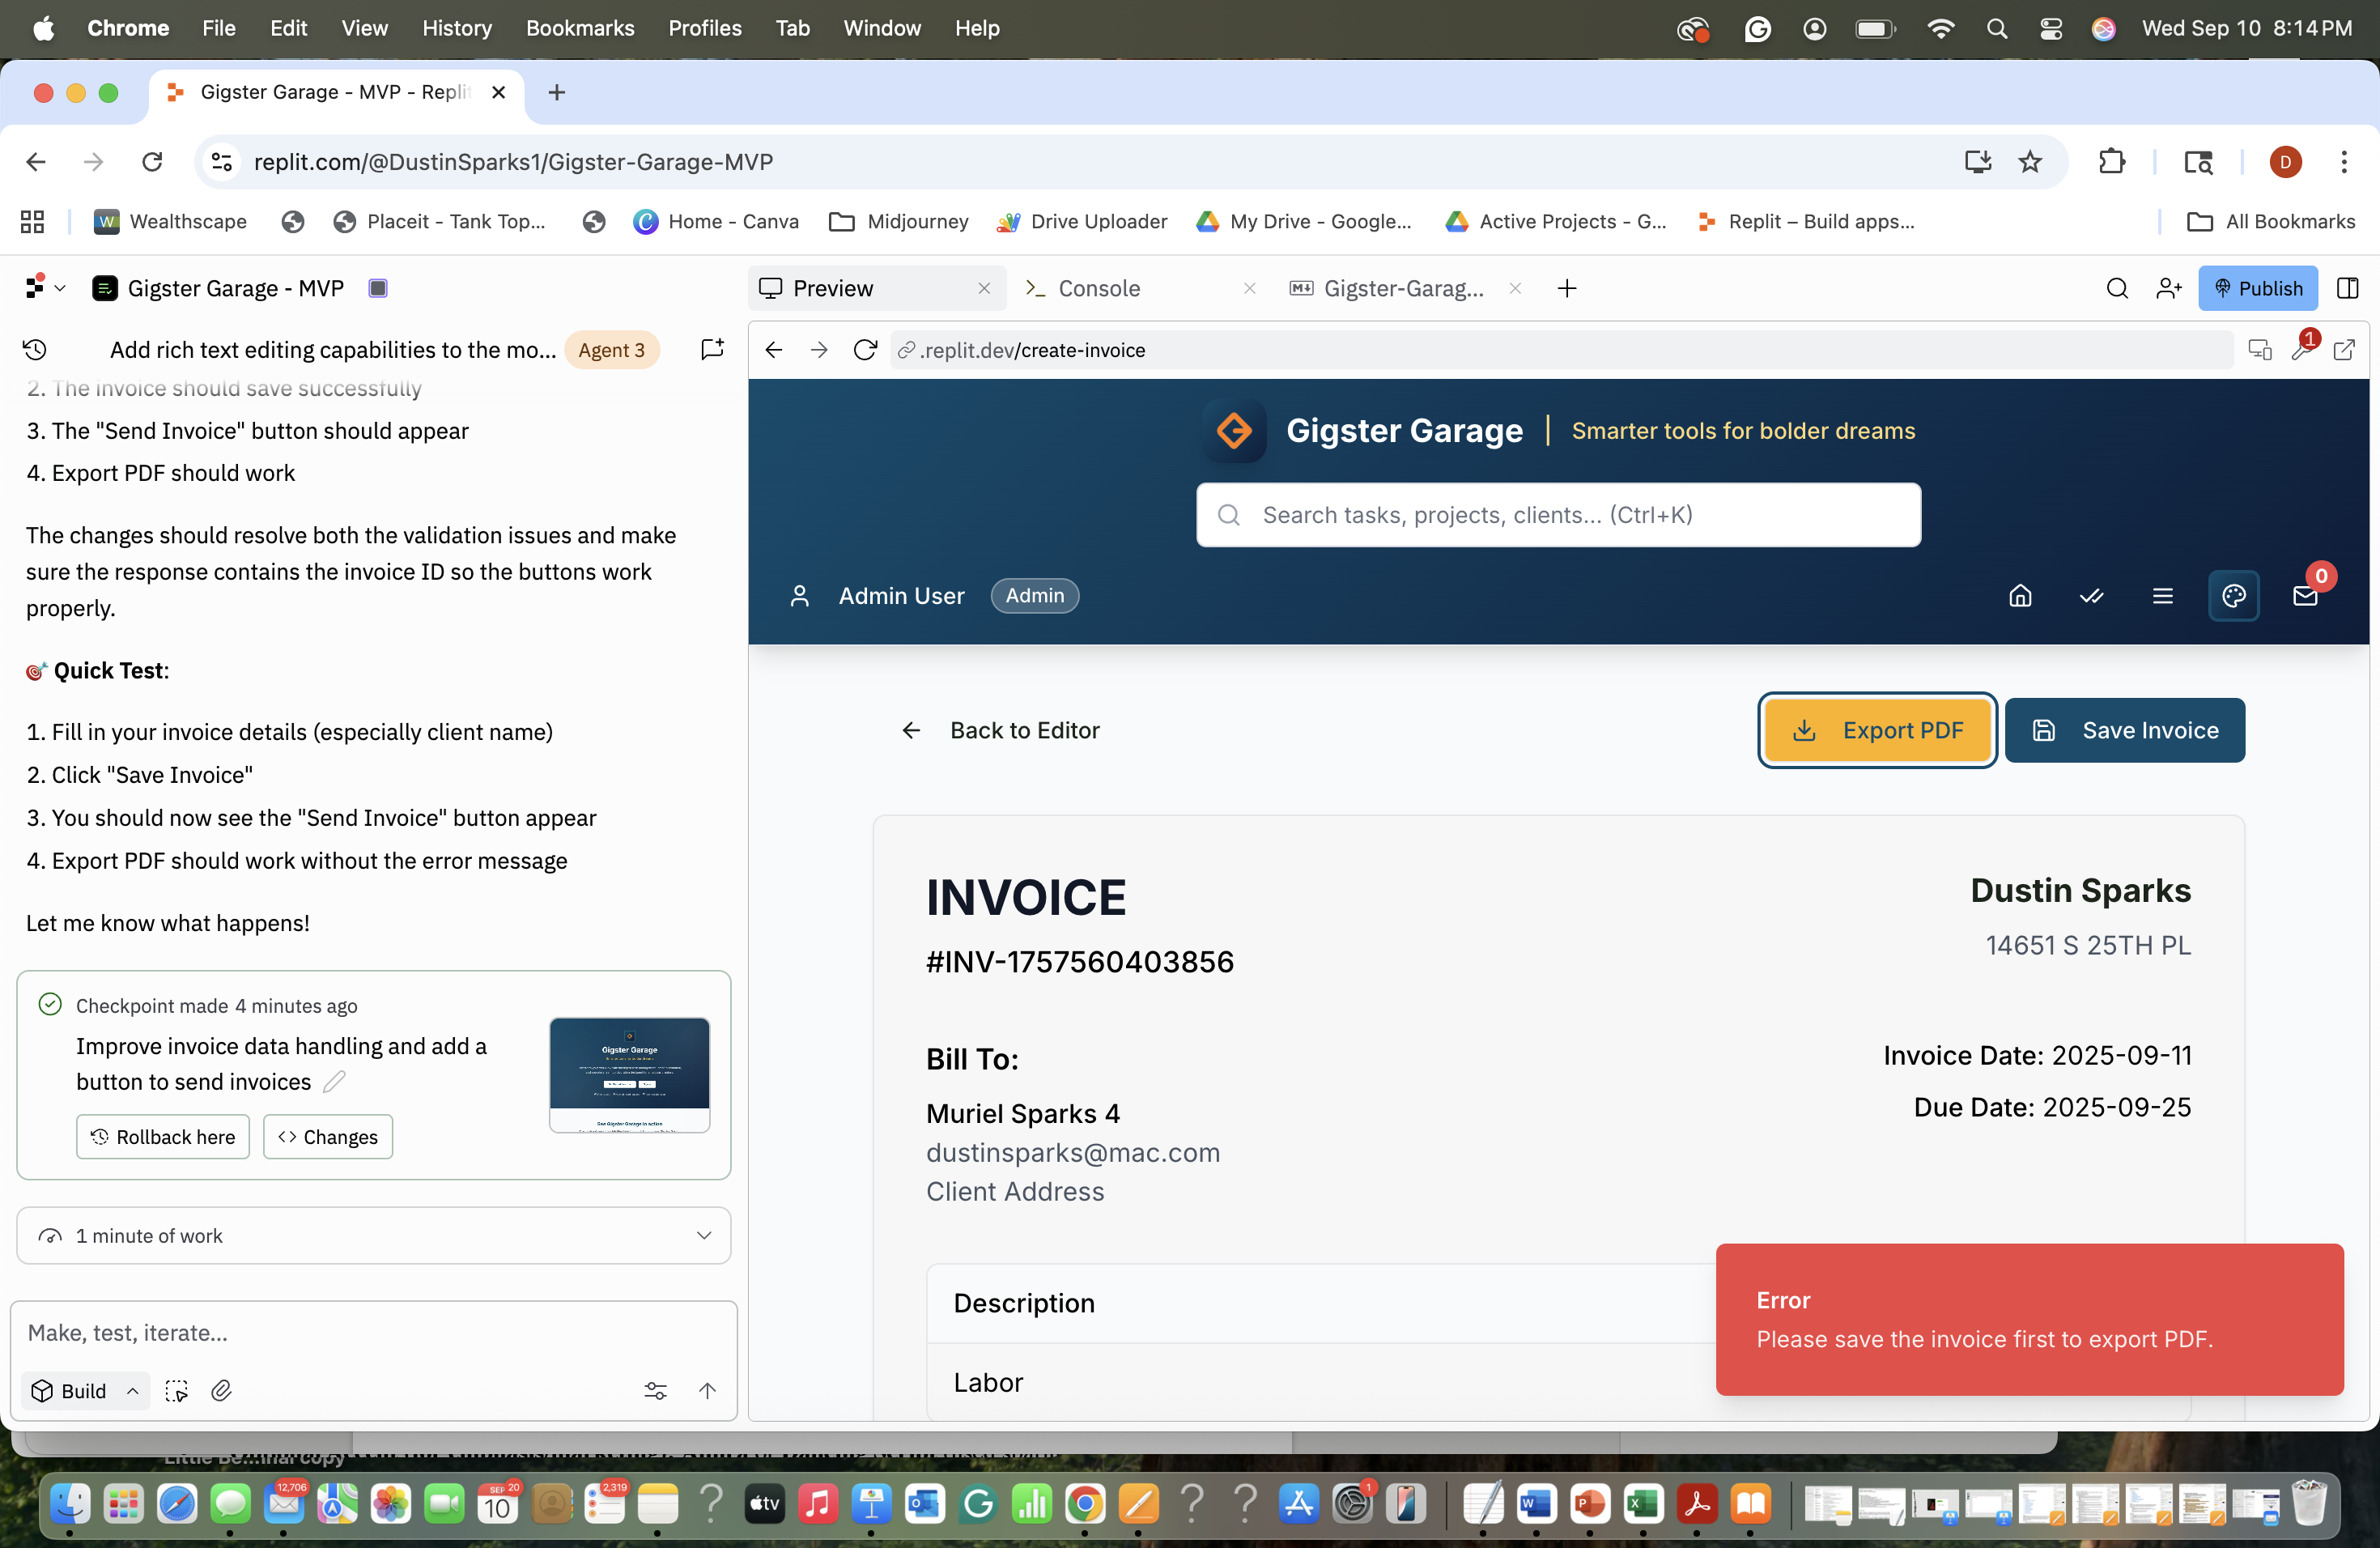 Chrome File Edit View History Bookmarks Profiles Tab Window Help Wed Sep 10 8:14 PM
Gigster Garage - MVP - Repli
replit.com/@DustinSparks1/Gigster-Garage-MVP D
Wealthscape Placeit - Tank Top... Home - Canva Midjourney Drive Uploader My Drive - Google... Active Projects - G... Replit – Build apps... All Bookmarks
Gigster Garage - MVP
Preview Console Gigster-Garag... Publish
Add rich text editing capabilities to the mo... Agent 3
2. The invoice should save successfully
3. The "Send Invoice" button should appear
4. Export PDF should work
The changes should resolve both the validation issues and make
sure the response contains the invoice ID so the buttons work
properly.
🎯 Quick Test:
1. Fill in your invoice details (especially client name)
2. Click "Save Invoice"
3. You should now see the "Send Invoice" button appear
4. Export PDF should work without the error message
Let me know what happens!
Checkpoint made 4 minutes ago
Improve invoice data handling and add a
button to send invoices
Gigster Garage
Rollback here Changes
1 minute of work
Make, test, iterate...
Build
.replit.dev/create-invoice 1
Gigster Garage | Smarter tools for bolder dreams
Search tasks, projects, clients... (Ctrl+K)
Admin User Admin 0
Back to Editor Export PDF Save Invoice
INVOICE
#INV-1757560403856
Dustin Sparks
14651 S 25TH PL
Bill To:
Muriel Sparks 4
dustinsparks@mac.com
Client Address
Invoice Date: 2025-09-11
Due Date: 2025-09-25
Description
Labor
Error
Please save the invoice first to export PDF.
12,706 SEP 20 10 2,319 tv 1